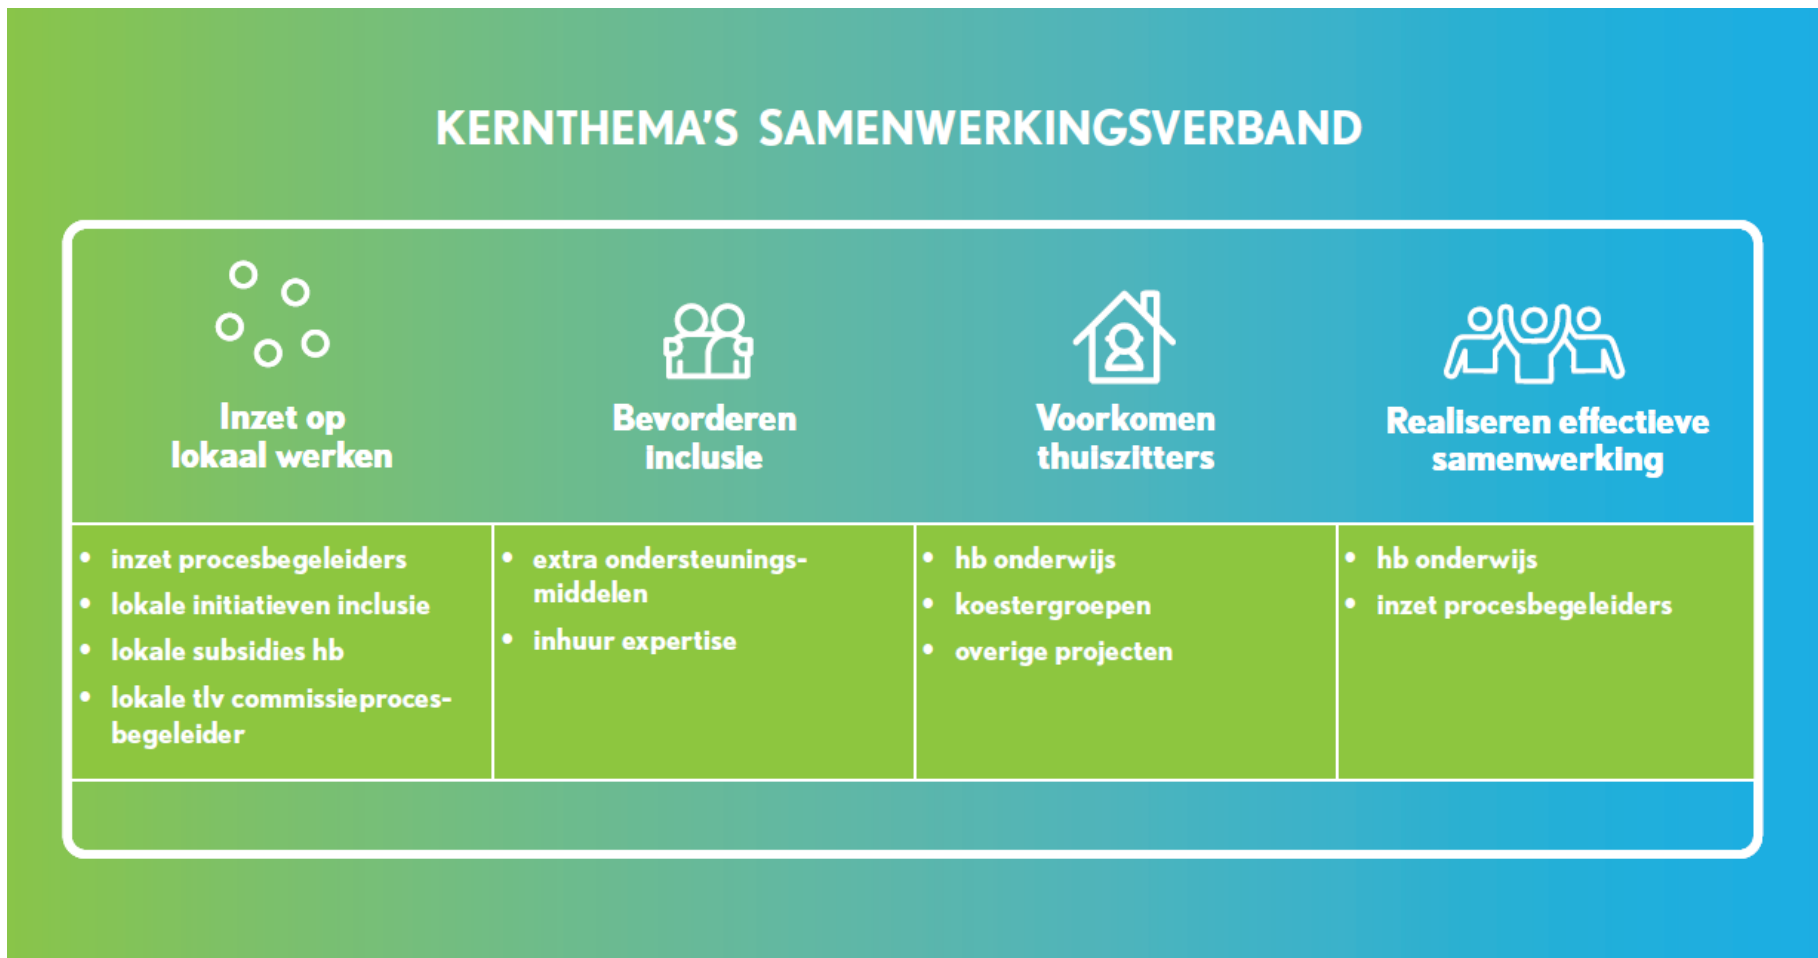 KERNTHEMA'S SAMENWERKINGSVERBAND
Inzet op
lokaal werken
Bevorderen
inclusie
Voorkomen
thuiszitters
Realiseren effectieve
samenwerking
• inzet procesbegeleiders
• lokale initiatieven inclusie
• lokale subsidies hb
• lokale tlv commissieproces-
begeleider
• extra ondersteunings-
middelen
• inhuur expertise
• hb onderwijs
• koestergroepen
• overige projecten
• hb onderwijs
• inzet procesbegeleiders